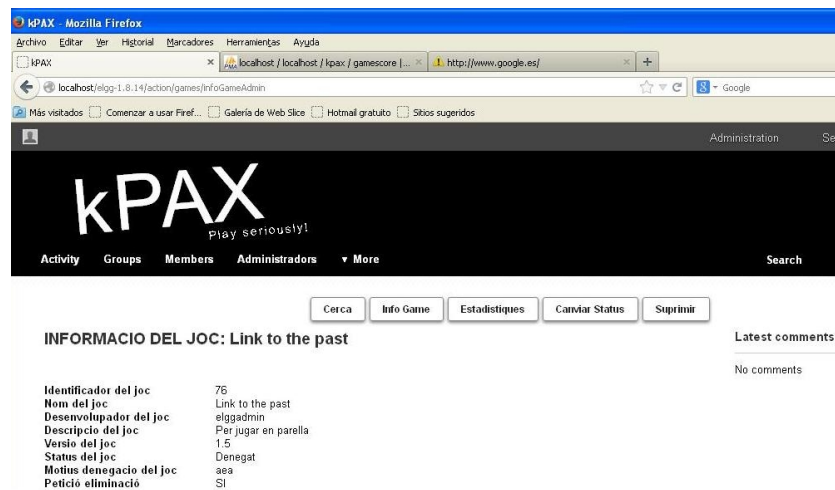 kPAX - Mozilla Firefox
Archivo Editar Ver Historial Marcadores Herramientas Ayuda
kPAX × localhost / localhost / kpax / gamescore |... × http://www.google.es/ × +
localhost/elgg-1.8.14/action/games/infoGameAdmin Google
Más visitados Comenzar a usar Firef... Galería de Web Slice Hotmail gratuito Sitios sugeridos
Administration Se
kPAX
Play seriously!
Activity Groups Members Administradors ▼ More Search
Cerca Info Game Estadistiques Canviar Status Suprimir
INFORMACIO DEL JOC: Link to the past
Latest comments
No comments
Identificador del joc 76
Nom del joc Link to the past
Desenvolupador del joc elggadmin
Descripcio del joc Per jugar en parella
Versio del joc 1.5
Status del joc Denegat
Motius denegacio del joc aea
Petició eliminació SI